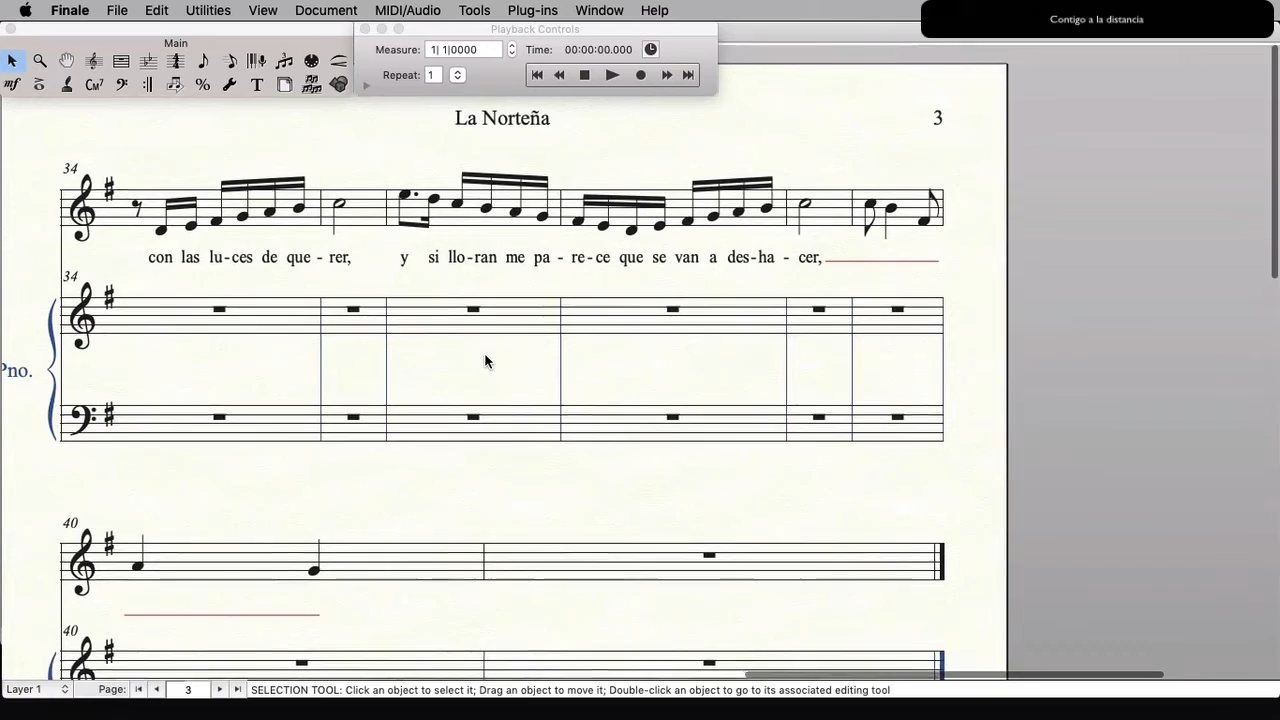 Finale File Edit Utilities View Document MIDI/Audio Tools Plug-ins Window Help
Contigo a la distancia
Playback Controls
Main
Measure: 1| 1|0000 Time: 00:00:00.000
Repeat: 1
mf CM7 T
La Norteña 3
34
con las lu-ces de que-rer, y si llo-ran me pa-re-ce que se van a des-ha-cer,
34
Pno.
40
40
Layer 1 Page: 3 SELECTION TOOL: Click an object to select it; Drag an object to move it; Double-click an object to go to its associated editing tool